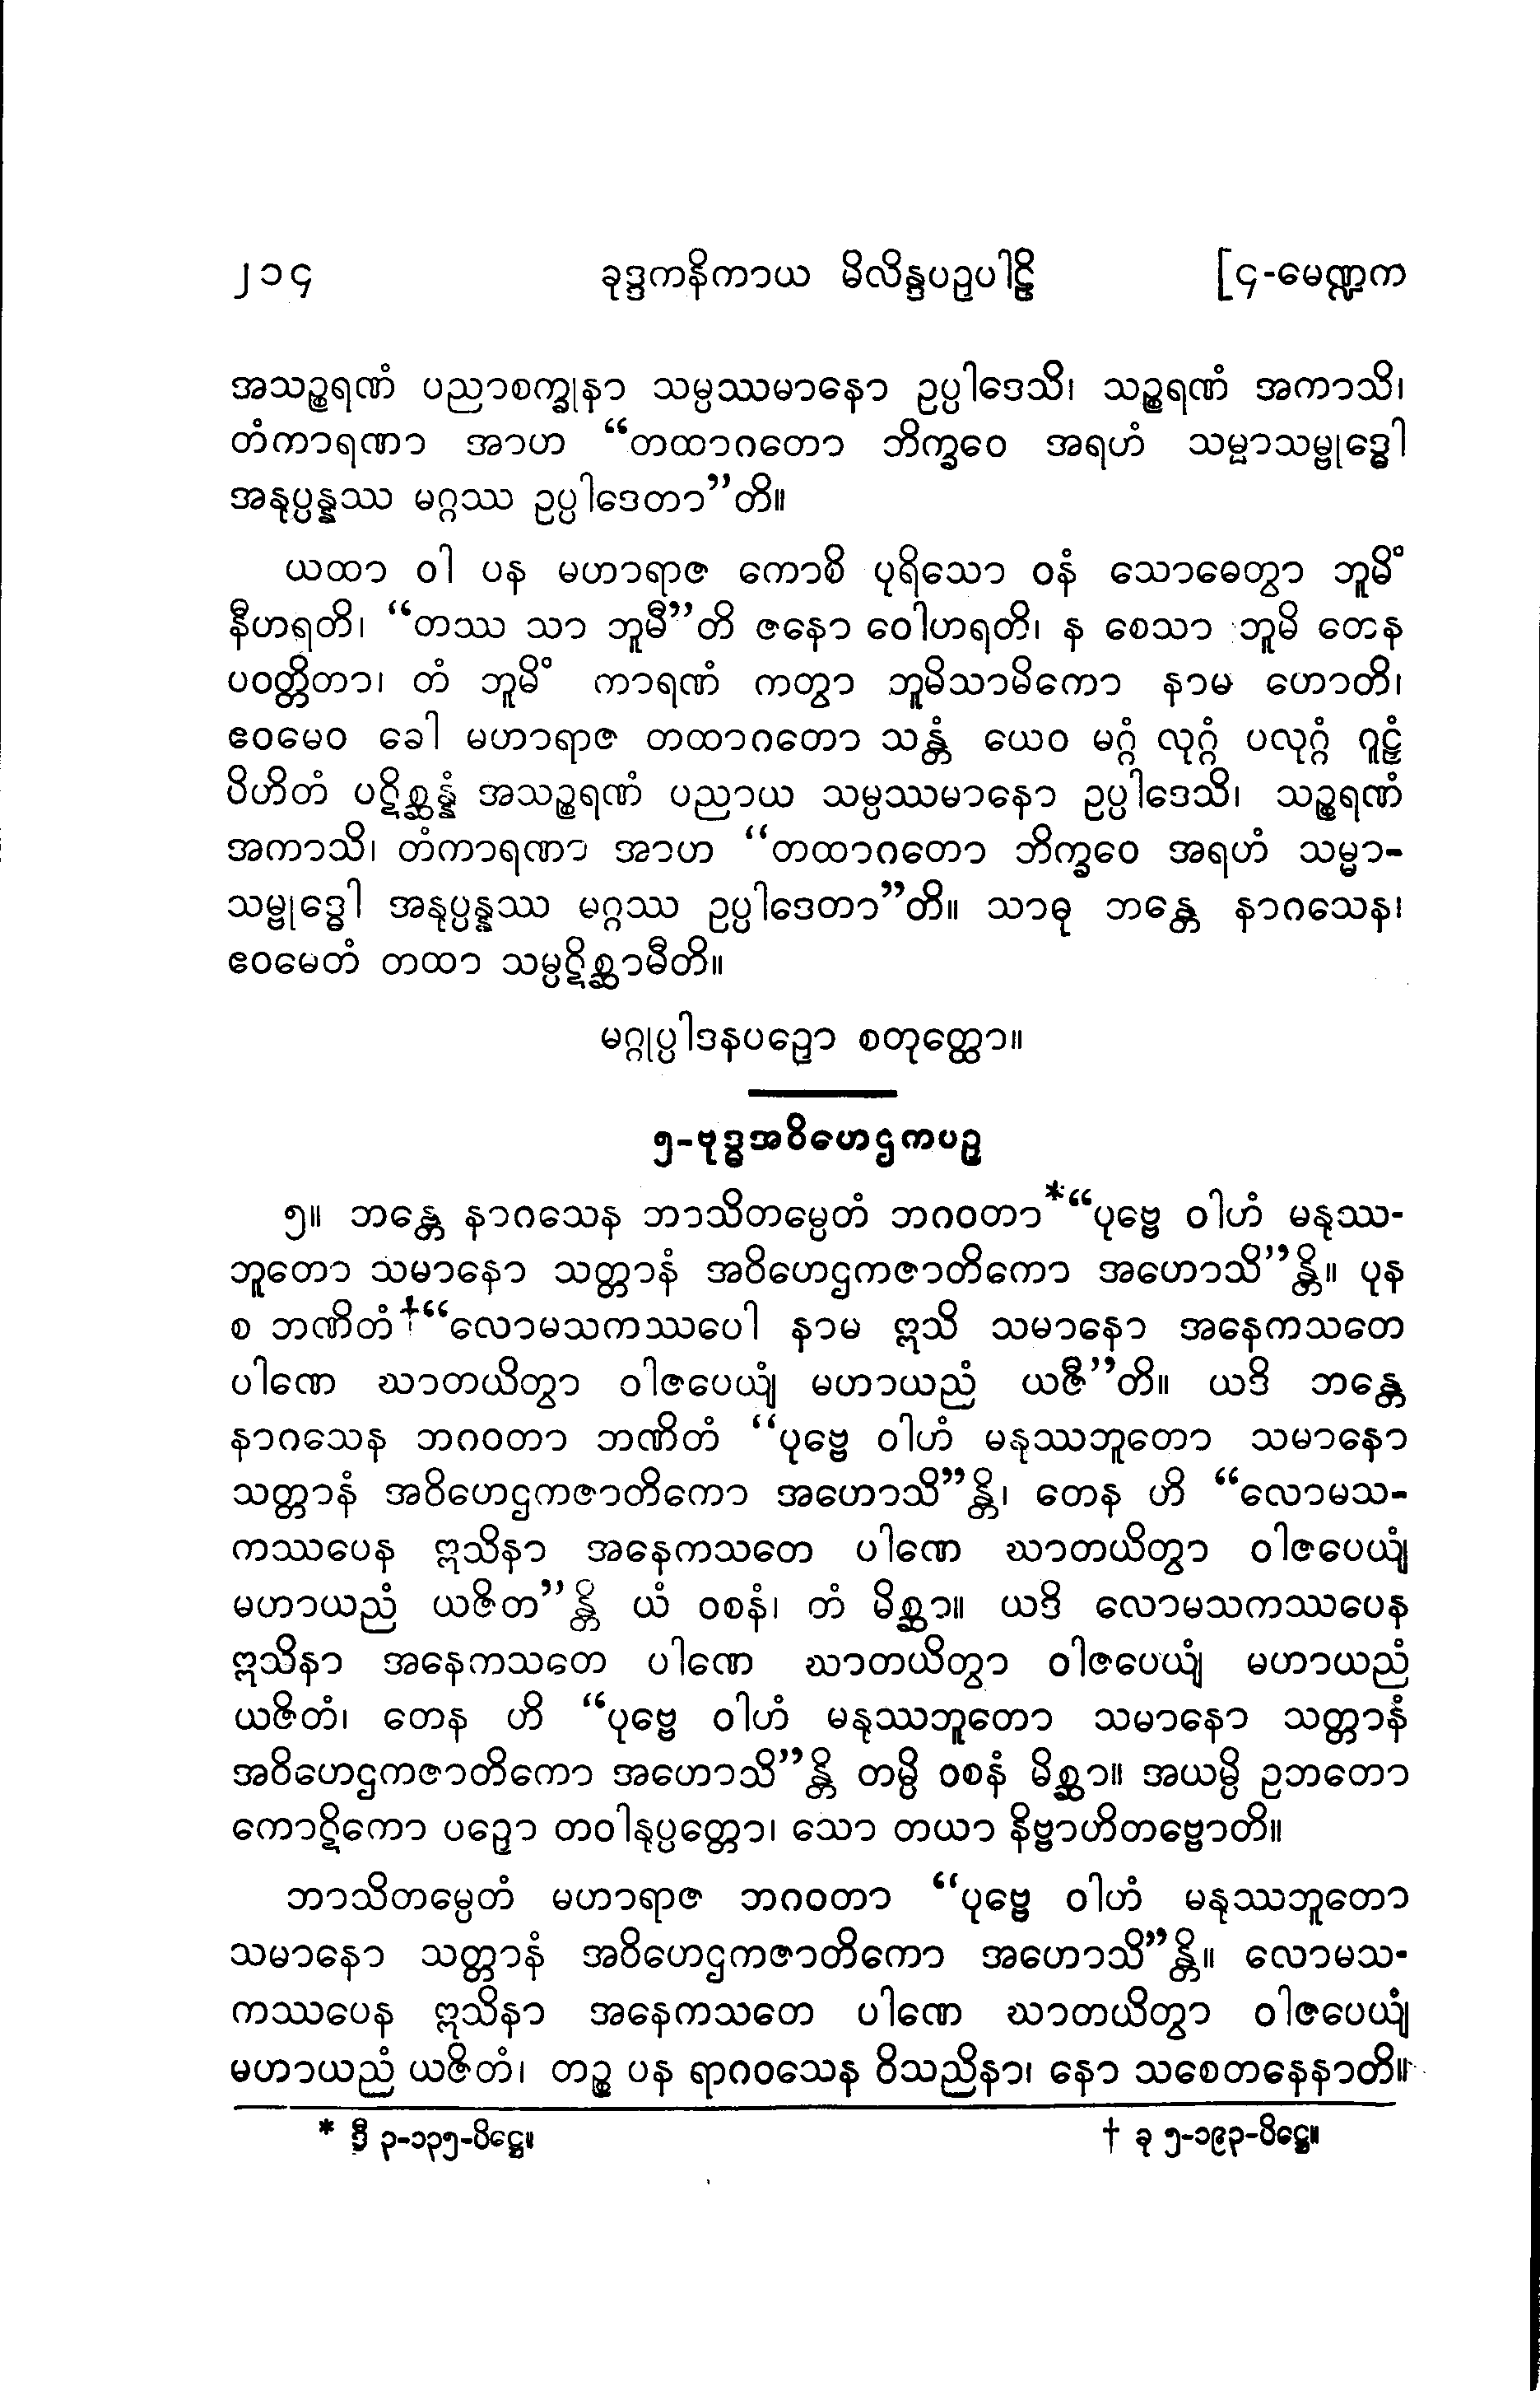 ၂၁၄ ခုဒ္ဒကနိကာယ မိလိန္ဒပဉှပါဠိ [၄-မေဏ္ဍက
အသဉ္စရဏံ ပညာစက္ခုနာ သမ္ပဿမာနော ဥပ္ပါဒေသိ၊ သဉ္စရဏံ အကာသိ၊
တံကာရဏာ အာဟ “တထာဂတော ဘိက္ခဝေ အရဟံ သမ္မာသမ္ဗုဒ္ဓေါ
အနုပ္ပန္နဿ မဂ္ဂဿ ဥပ္ပါဒေတာ”တိ။
ယထာ ဝါ ပန မဟာရာဇ ကောစိ ပုရိသော ဝနံ သောဓေတွာ ဘူမိံ
နီဟရတိ၊ “တဿ သာ ဘူမီ”တိ ဇနော ဝေါဟရတိ၊ န စေသာ ဘူမိ တေန
ပဝတ္တိတာ၊ တံ ဘူမိံ ကာရဏံ ကတွာ ဘူမိသာမိကော နာမ ဟောတိ၊
ဧဝမေဝ ခေါ မဟာရာဇ တထာဂတော သန္တံ ယေဝ မဂ္ဂံ လုဂ္ဂံ ပလုဂ္ဂံ ဂူဠှံ
ပိဟိတံ ပဋိစ္ဆန္နံ အသဉ္စရဏံ ပညာယ သမ္ပဿမာနော ဥပ္ပါဒေသိ၊ သဉ္စရဏံ
အကာသိ၊ တံကာရဏာ အာဟ “တထာဂတော ဘိက္ခဝေ အရဟံ သမ္မာ-
သမ္ဗုဒ္ဓေါ အနုပ္ပန္နဿ မဂ္ဂဿ ဥပ္ပါဒေတာ”တိ။ သာဓု ဘန္တေ နာဂသေန၊
ဧဝမေတံ တထာ သမ္ပဋိစ္ဆာမီတိ။
မဂ္ဂုပ္ပါဒနပဉှော စတုတ္ထော။
၅-ဗုဒ္ဓအဝိဟေဌကပဉှ
၅။ ဘန္တေ နာဂသေန ဘာသိတမ္ပေတံ ဘဂဝတာ*“ပုဗ္ဗေ ဝါဟံ မနုဿ-
ဘူတော သမာနော သတ္တာနံ အဝိဟေဌကဇာတိကော အဟောသိ”န္တိ။ ပုန
စ ဘဏိတံ†“လောမသကဿပေါ နာမ ဣသိ သမာနော အနေကသတေ
ပါဏေ ဃာတယိတွာ ဝါဇပေယျံ မဟာယညံ ယဇီ”တိ။ ယဒိ ဘန္တေ
နာဂသေန ဘဂဝတာ ဘဏိတံ “ပုဗ္ဗေ ဝါဟံ မနုဿဘူတော သမာနော
သတ္တာနံ အဝိဟေဌကဇာတိကော အဟောသိ”န္တိ၊ တေန ဟိ “လောမသ-
ကဿပေန ဣသိနာ အနေကသတေ ပါဏေ ဃာတယိတွာ ဝါဇပေယျံ
မဟာယညံ ယဇိတ”န္တိ ယံ ဝစနံ၊ တံ မိစ္ဆာ။ ယဒိ လောမသကဿပေန
ဣသိနာ အနေကသတေ ပါဏေ ဃာတယိတွာ ဝါဇပေယျံ မဟာယညံ
ယဇိတံ၊ တေန ဟိ “ပုဗ္ဗေ ဝါဟံ မနုဿဘူတော သမာနော သတ္တာနံ
အဝိဟေဌကဇာတိကော အဟောသိ”န္တိ တမ္ပိ ဝစနံ မိစ္ဆာ။ အယမ္ပိ ဥဘတော
ကောဋိကော ပဉှော တဝါနုပ္ပတ္တော၊ သော တယာ နိဗ္ဗာဟိတဗ္ဗောတိ။
ဘာသိတမ္ပေတံ မဟာရာဇ ဘဂဝတာ “ပုဗ္ဗေ ဝါဟံ မနုဿဘူတော
သမာနော သတ္တာနံ အဝိဟေဌကဇာတိကော အဟောသိ”န္တိ။ လောမသ-
ကဿပေန ဣသိနာ အနေကသတေ ပါဏေ ဃာတယိတွာ ဝါဇပေယျံ
မဟာယညံ ယဇိတံ၊ တဉ္စ ပန ရာဂဝသေန ဝိသညိနာ၊ နော သစေတနေနာတိ။
* ဒီ ၃-၁၃၅-ပိဋ္ဌေ။ † ခု ၅-၁၉၃-ပိဋ္ဌေ။